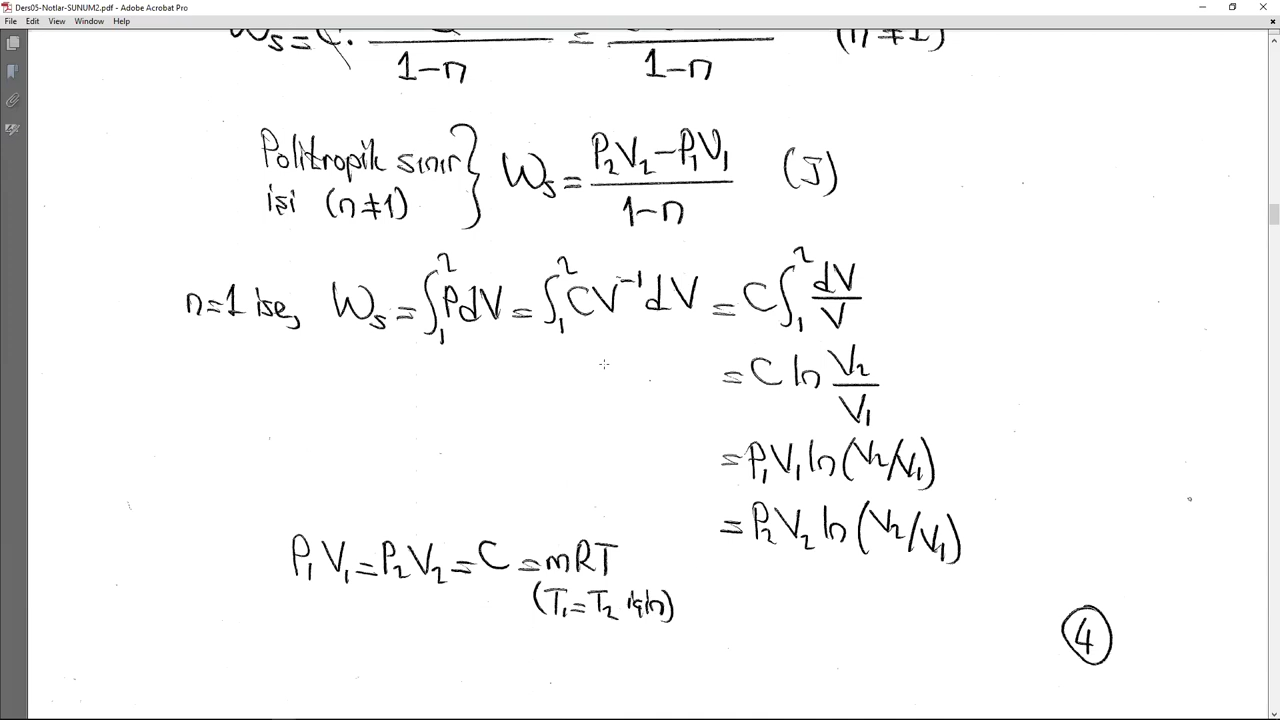 Ders05-Notlar-SUNUM2.pdf - Adobe Acrobat Pro
File Edit View Window Help
1-n = 1-n (n≠1)
Politropik sınır işi (n≠1) } Ws = (P₂V₂-P₁V₁)/(1-n) (J)
n=1 ise, Ws = ∫₁² PdV = ∫₁² CV⁻¹dV = C∫₁² dV/V
= C ln V₂/V₁
= P₁V₁ ln(V₂/V₁)
= P₂V₂ ln(V₂/V₁)
P₁V₁ = P₂V₂ = C = mRT
(T₁=T₂ için)
4